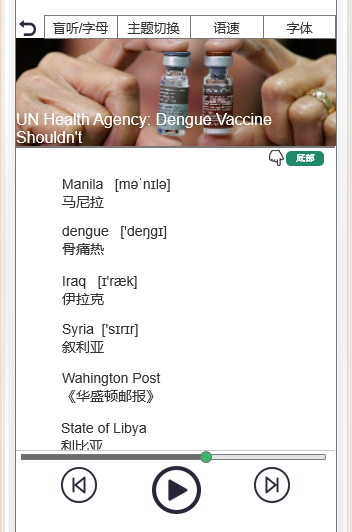 盲听/字母 主题切换 语速 字体
UN Health Agency: Dengue Vaccine
Shouldn't
底部
Manila [məˈnɪlə]
马尼拉
dengue ['deŋgɪ]
骨痛热
Iraq [ɪ'ræk]
伊拉克
Syria ['sɪrɪr]
叙利亚
Wahington Post
《华盛顿邮报》
State of Libya
利比亚